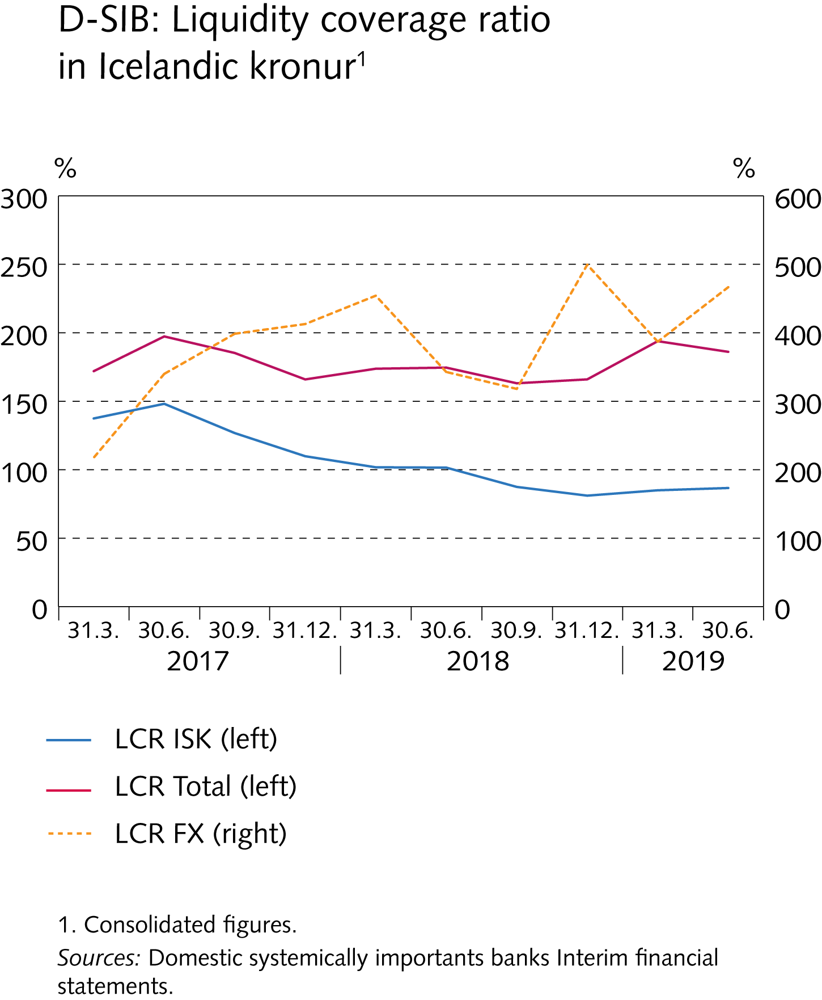 D-SIB: Liquidity coverage ratio
in Icelandic kronur1
% %
300 600
250 500
200 400
150 300
100 200
50 100
0 0
31.3. 30.6. 30.9. 31.12. 31.3. 30.6. 30.9. 31.12. 31.3. 30.6.
2017 2018 2019
LCR ISK (left)
LCR Total (left)
LCR FX (right)
1. Consolidated figures.
Sources: Domestic systemically importants banks Interim financial
statements.